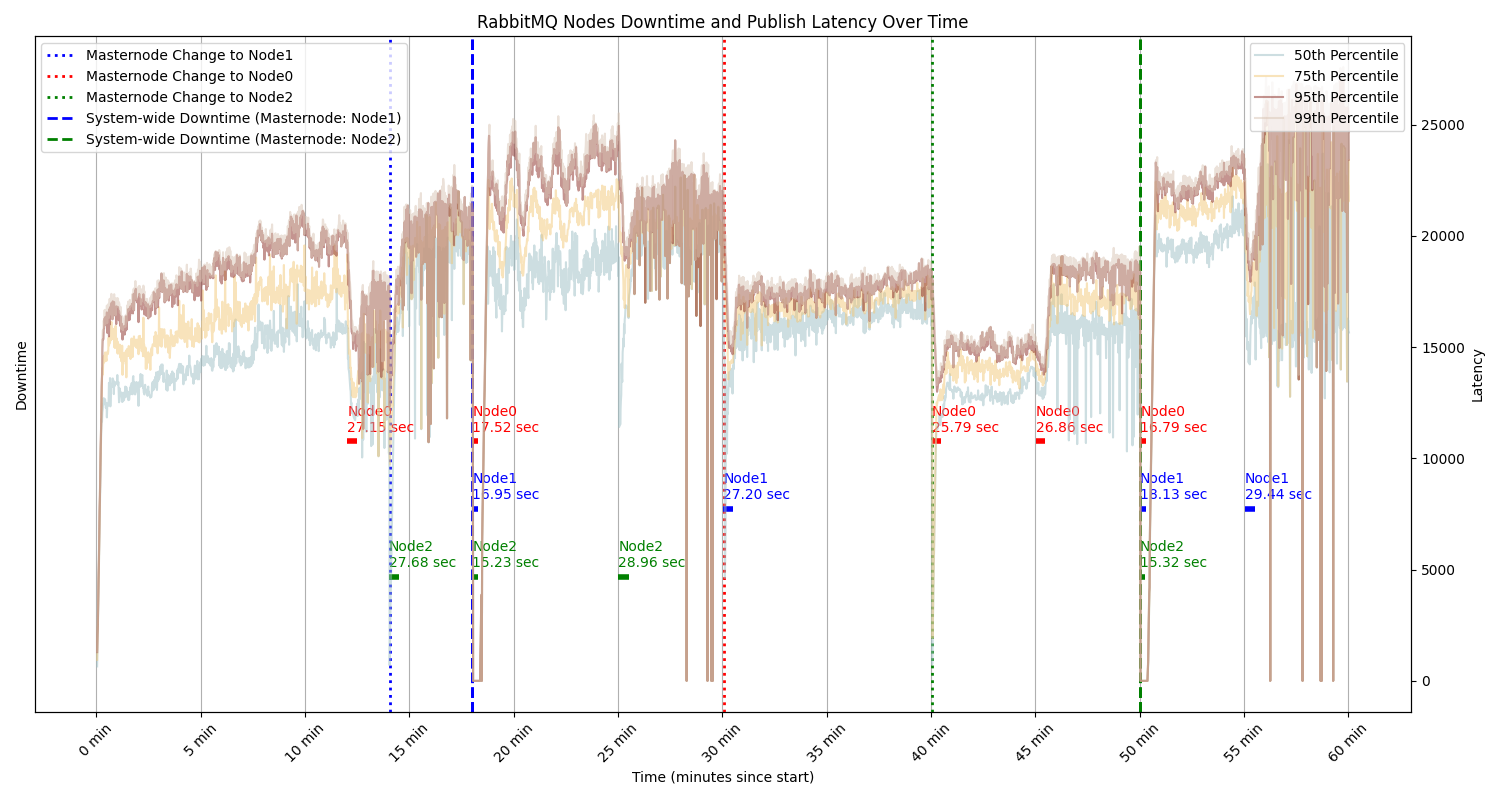 RabbitMQ Nodes Downtime and Publish Latency Over Time
Masternode Change to Node1
Masternode Change to Node0
Masternode Change to Node2
System-wide Downtime (Masternode: Node1)
System-wide Downtime (Masternode: Node2)
50th Percentile
75th Percentile
95th Percentile
99th Percentile
Downtime
Latency
25000
20000
15000
10000
5000
0
Node0
27.15 sec
Node0
17.52 sec
Node0
25.79 sec
Node0
26.86 sec
Node0
16.79 sec
Node1
16.95 sec
Node1
27.20 sec
Node1
18.13 sec
Node1
29.44 sec
Node2
27.68 sec
Node2
15.23 sec
Node2
28.96 sec
Node2
15.32 sec
0 min
5 min
10 min
15 min
20 min
25 min
30 min
35 min
40 min
45 min
50 min
55 min
60 min
Time (minutes since start)